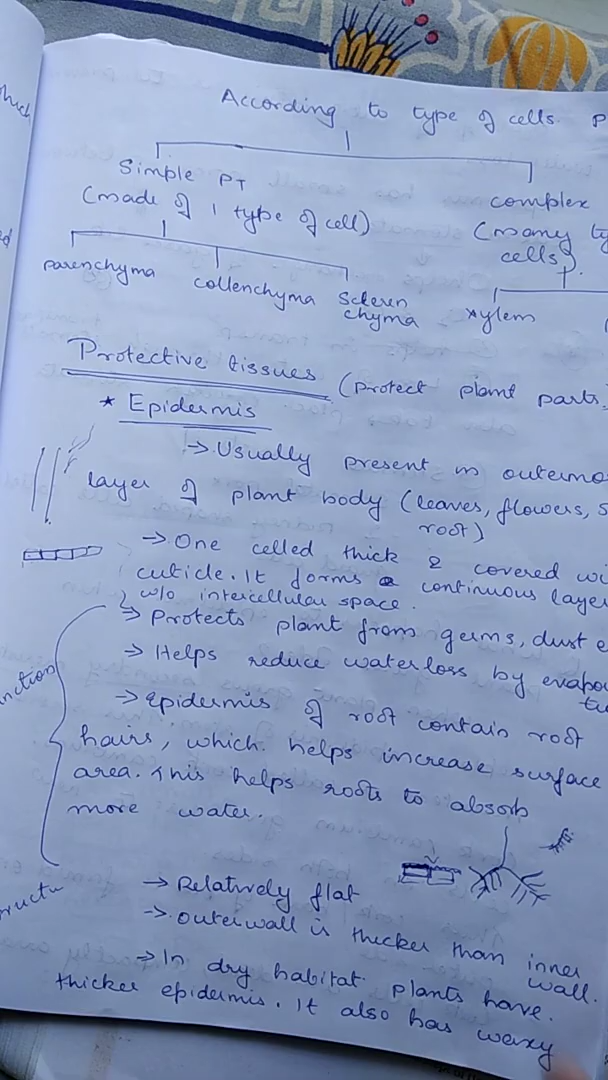 According to type of cells P
Simple PT
(made of 1 type of cell)
complex
(many ty
cells).
parenchyma collenchyma Scleren
chyma
xylem
Protective tissues (protect plant parts.
* Epidermis
→ Usually present in outermo
layer of plant body (leaves, flowers, s
root)
→ One celled thick & covered wi
cuticle. It forms a continuous layer
w/o intercellular space.
→ Protects plant from germs, dust e
→ Helps reduce water loss by evapo
→ epidermis of root contain root
hairs, which helps increase surface
area. This helps roots to absorb
more water.
nction
→ Relatively flat
→ outerwall is thicker than inner
wall.
ructu
→ In dry habitat plants have.
thicker epidermis. It also has waxy